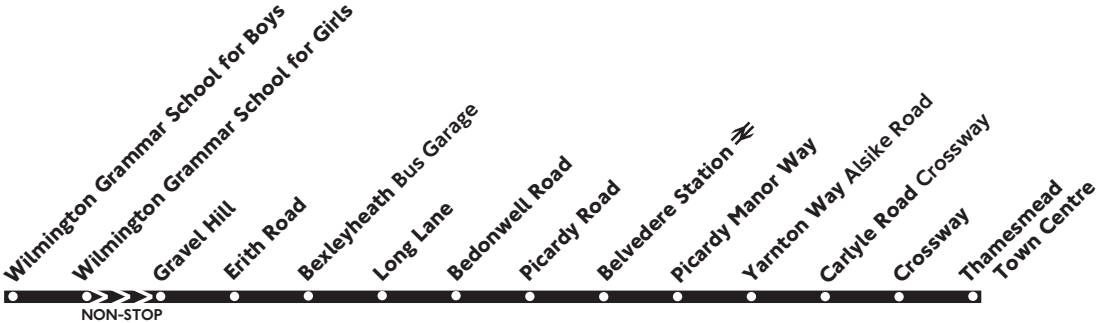 Wilmington Grammar School for Boys
Wilmington Grammar School for Girls
Gravel Hill
Erith Road
Bexleyheath Bus Garage
Long Lane
Bedonwell Road
Picardy Road
Belvedere Station
Picardy Manor Way
Yarnton Way Alsike Road
Carlyle Road Crossway
Crossway
Thamesmead
Town Centre
NON-STOP